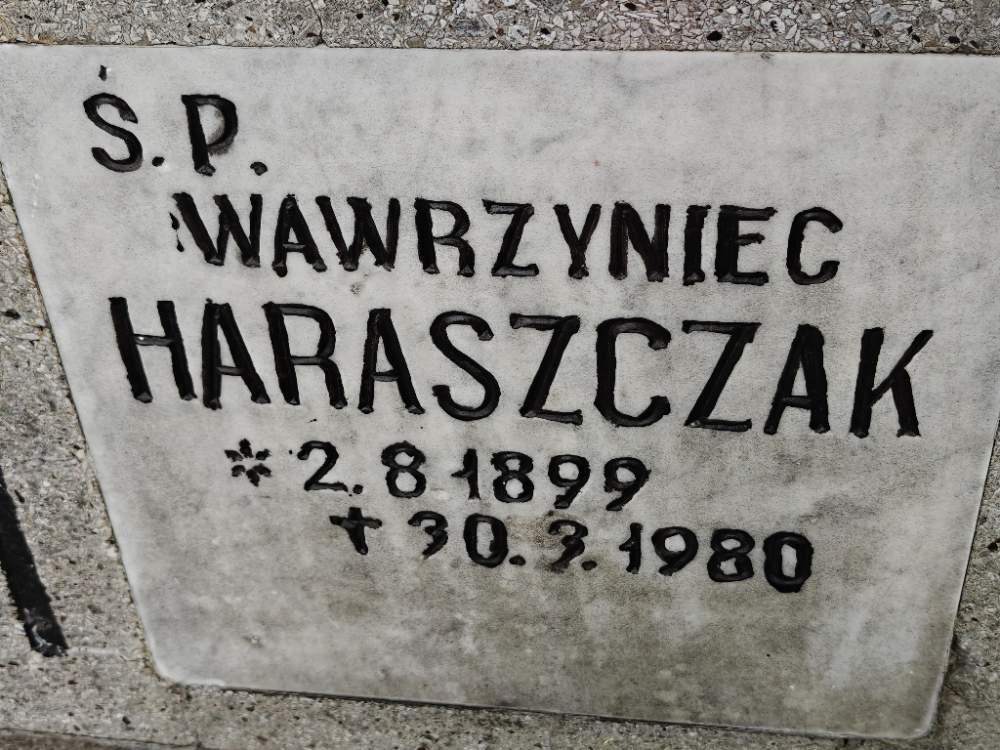 Ś.P.
WAWRZYNIEC
HARASZCZAK
* 2.8 1899
† 30.3.1980